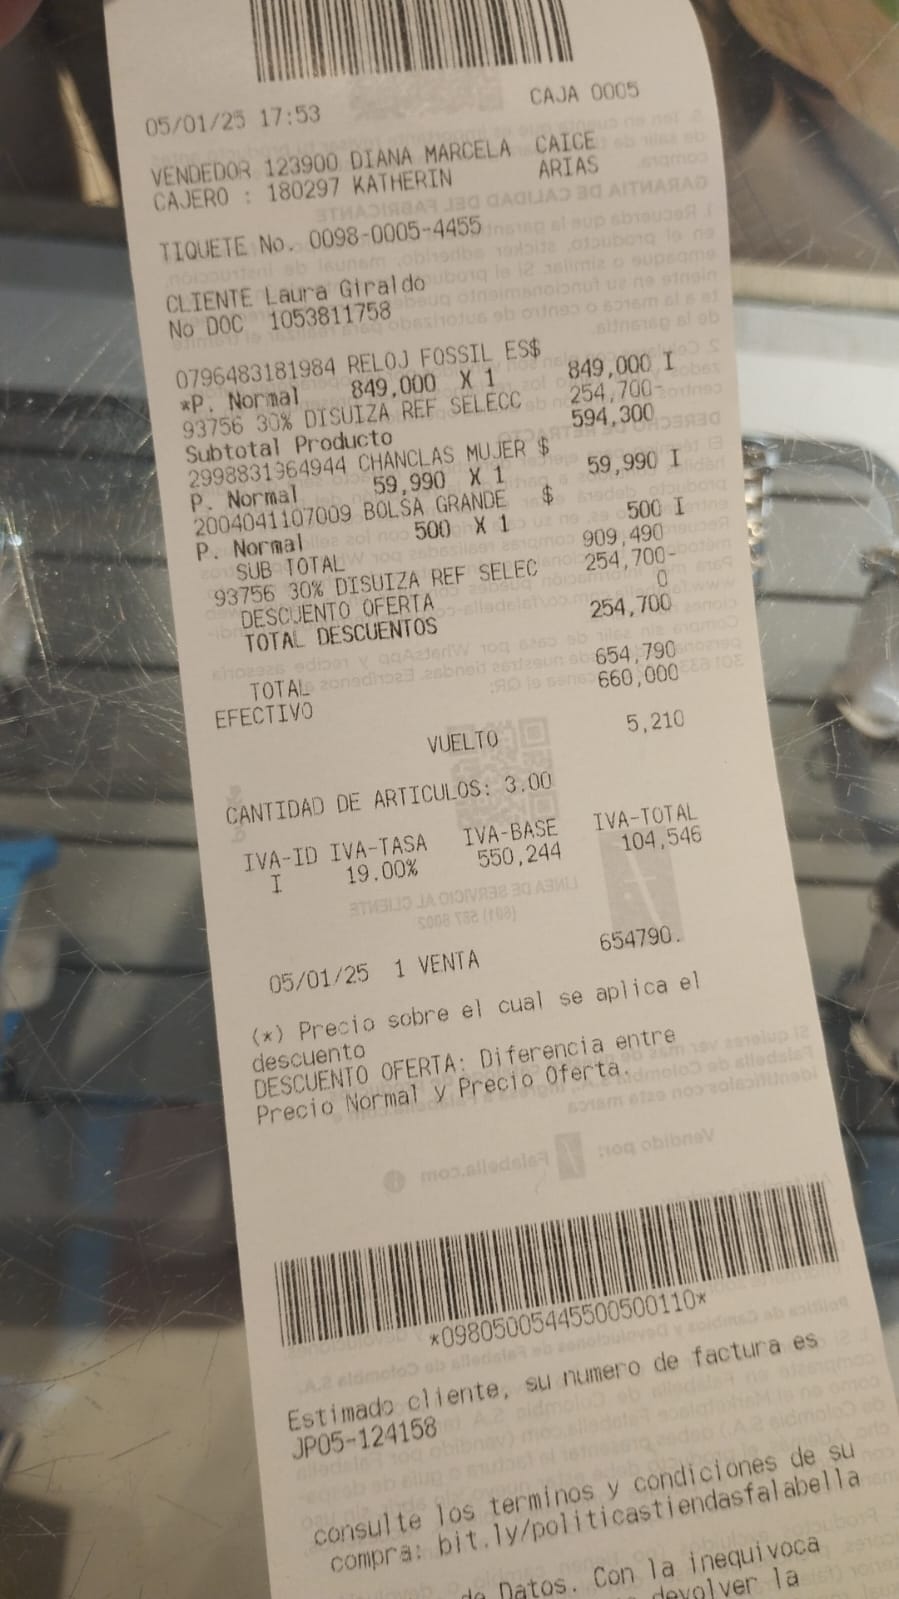 05/01/25 17:53 CAJA 0005
VENDEDOR 123900 DIANA MARCELA CAICE
CAJERO : 180297 KATHERIN ARIAS
TIQUETE No. 0098-0005-4455
CLIENTE Laura Giraldo
No DOC 1053811758
0796483181984 RELOJ FOSSIL ES$
*P. Normal 849,000 X 1 849,000 I
93756 30% DISUIZA REF SELECC 254,700-
Subtotal Producto 594,300
2998831964944 CHANCLAS MUJER $
P. Normal 59,990 X 1 59,990 I
2004041107009 BOLSA GRANDE $
P. Normal 500 X 1 500 I
SUB TOTAL 909,490
93756 30% DISUIZA REF SELEC 254,700-
DESCUENTO OFERTA 0
TOTAL DESCUENTOS 254,700
TOTAL 654,790
EFECTIVO 660,000
VUELTO 5,210
CANTIDAD DE ARTICULOS: 3.00
IVA-ID IVA-TASA IVA-BASE IVA-TOTAL
I 19.00% 550,244 104,546
05/01/25 1 VENTA 654790.
(*) Precio sobre el cual se aplica el
descuento
DESCUENTO OFERTA: Diferencia entre
Precio Normal y Precio Oferta.
*098050054455005001​10*
Estimado cliente, su numero de factura es
JP05-124158
consulte los terminos y condiciones de su
compra: bit.ly/politicastiendasfalabella
de Datos. Con la inequivoca
devolver la